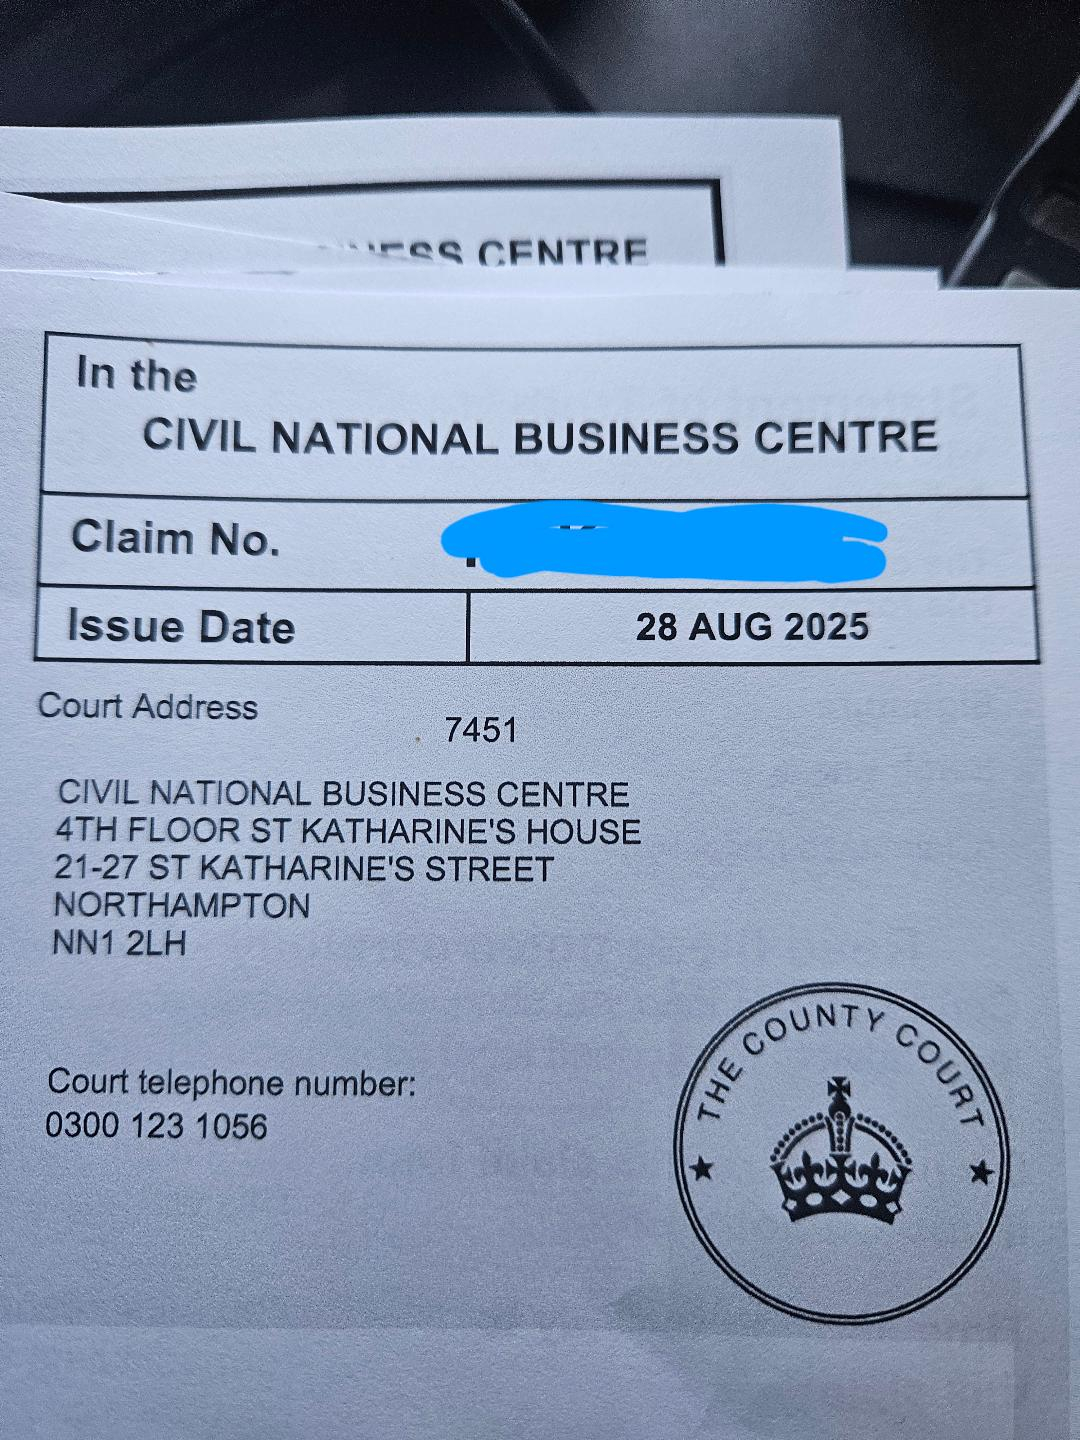 ESS CENTRE
In the
CIVIL NATIONAL BUSINESS CENTRE
Claim No.
Issue Date
28 AUG 2025
Court Address
7451
CIVIL NATIONAL BUSINESS CENTRE
4TH FLOOR ST KATHARINE'S HOUSE
21-27 ST KATHARINE'S STREET
NORTHAMPTON
NN1 2LH
Court telephone number:
0300 123 1056
THE COUNTY COURT